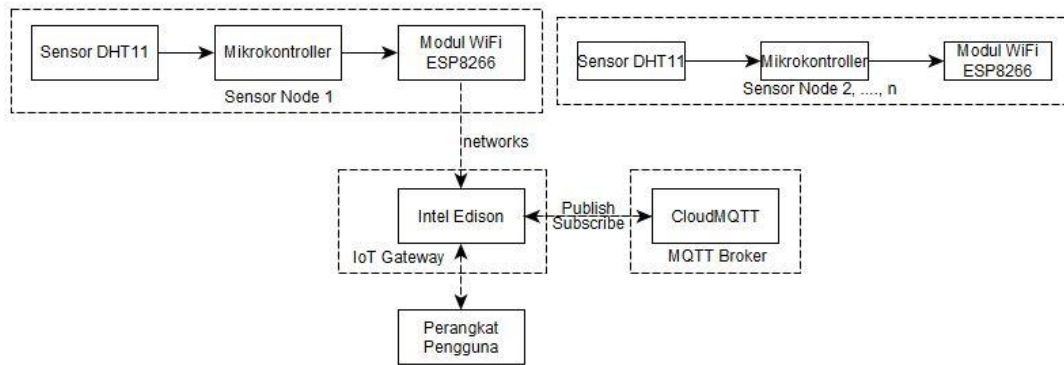 Sensor DHT11
Mikrokontroller
Modul WiFi
ESP8266
Sensor Node 1
Sensor DHT11
Mikrokontroller
Modul WiFi
ESP8266
Sensor Node 2, ...., n
networks
Intel Edison
IoT Gateway
Publish
Subscribe
CloudMQTT
MQTT Broker
Perangkat
Pengguna